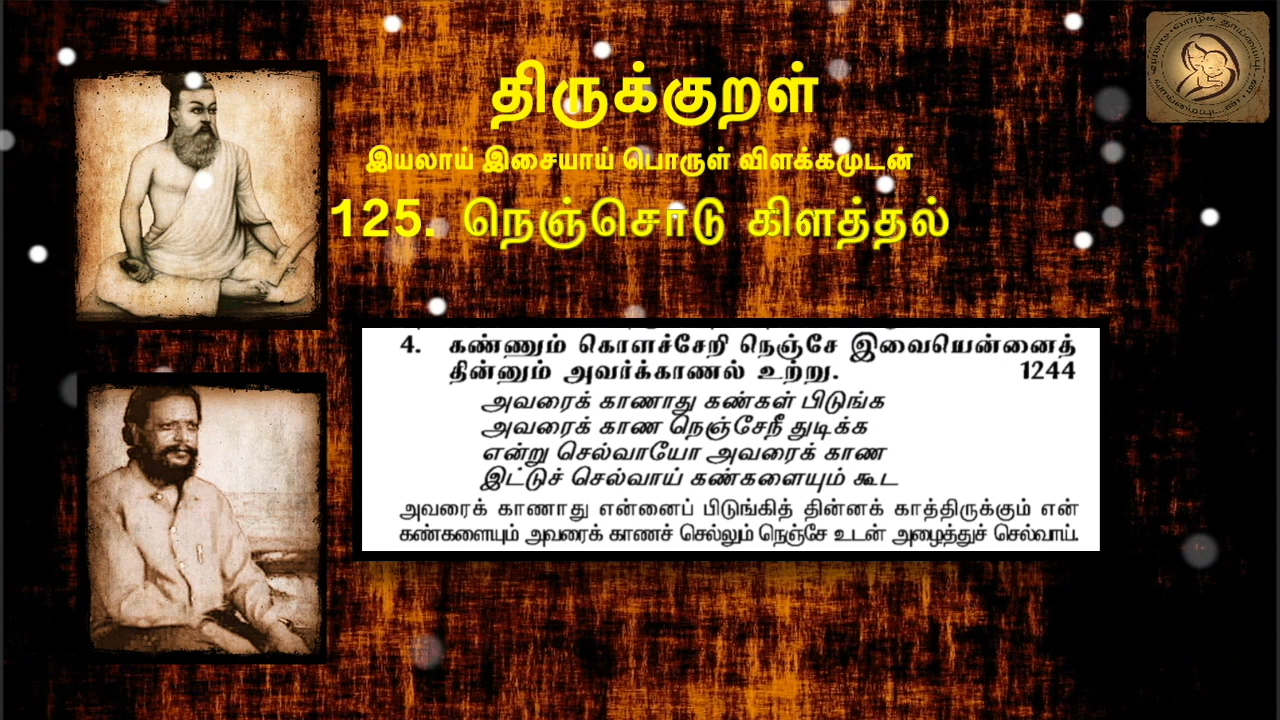 திருக்குறள்
இயலாய் இசையாய் பொருள் விளக்கமுடன்
125. நெஞ்சொடு கிளத்தல்
4. கண்ணும் கொளச்சேறி நெஞ்சே இவையென்னைத்
தின்னும் அவர்க்காணல் உற்று. 1244
அவரைக் காணாது கண்கள் பிடுங்க
அவரைக் காண நெஞ்சேநீ துடிக்க
என்று செல்வாயோ அவரைக் காண
இட்டுச் செல்வாய் கண்களையும் கூட
அவரைக் காணாது என்னைப் பிடுங்கித் தின்னக் காத்திருக்கும் என்
கண்களையும் அவரைக் காணச் செல்லும் நெஞ்சே உடன் அழைத்துச் செல்வாய்.